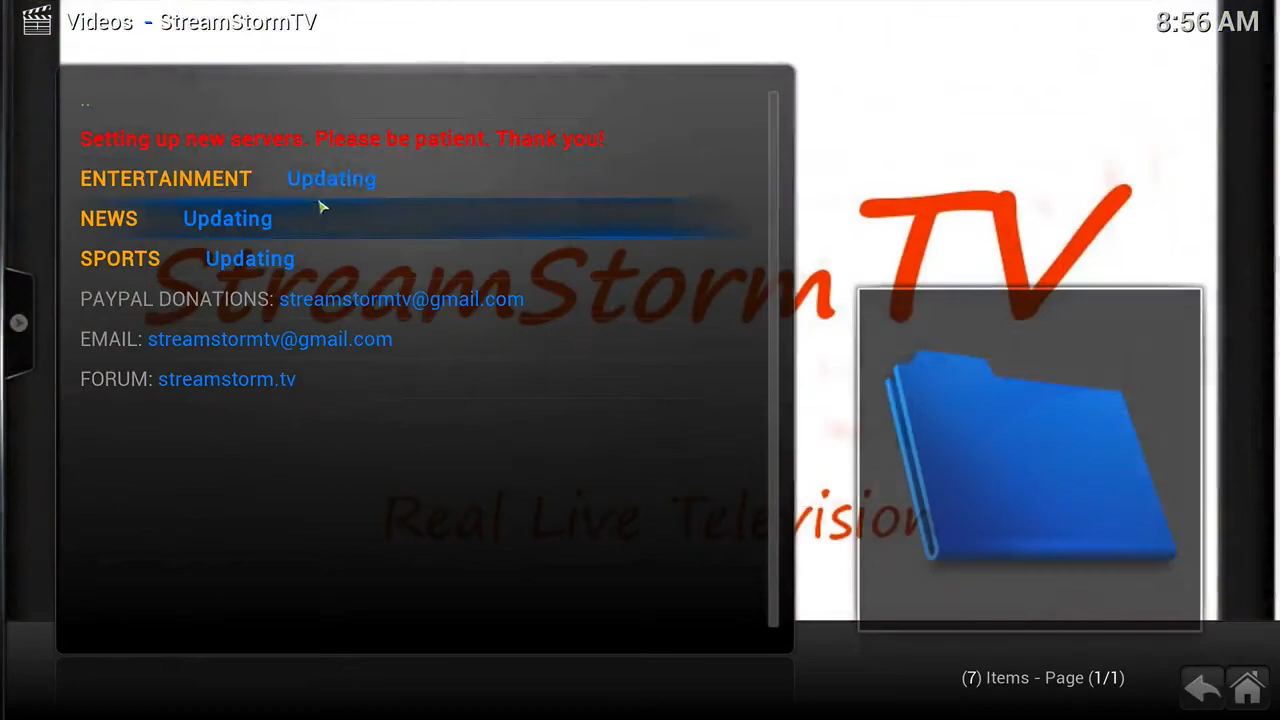 Videos - StreamStormTV
8:56 AM
..
Setting up new servers. Please be patient. Thank you!
ENTERTAINMENT Updating
NEWS Updating
SPORTS Updating
PAYPAL DONATIONS: streamstormtv@gmail.com
EMAIL: streamstormtv@gmail.com
FORUM: streamstorm.tv
StreamStorm TV
Real Live Television
(7) Items - Page (1/1)